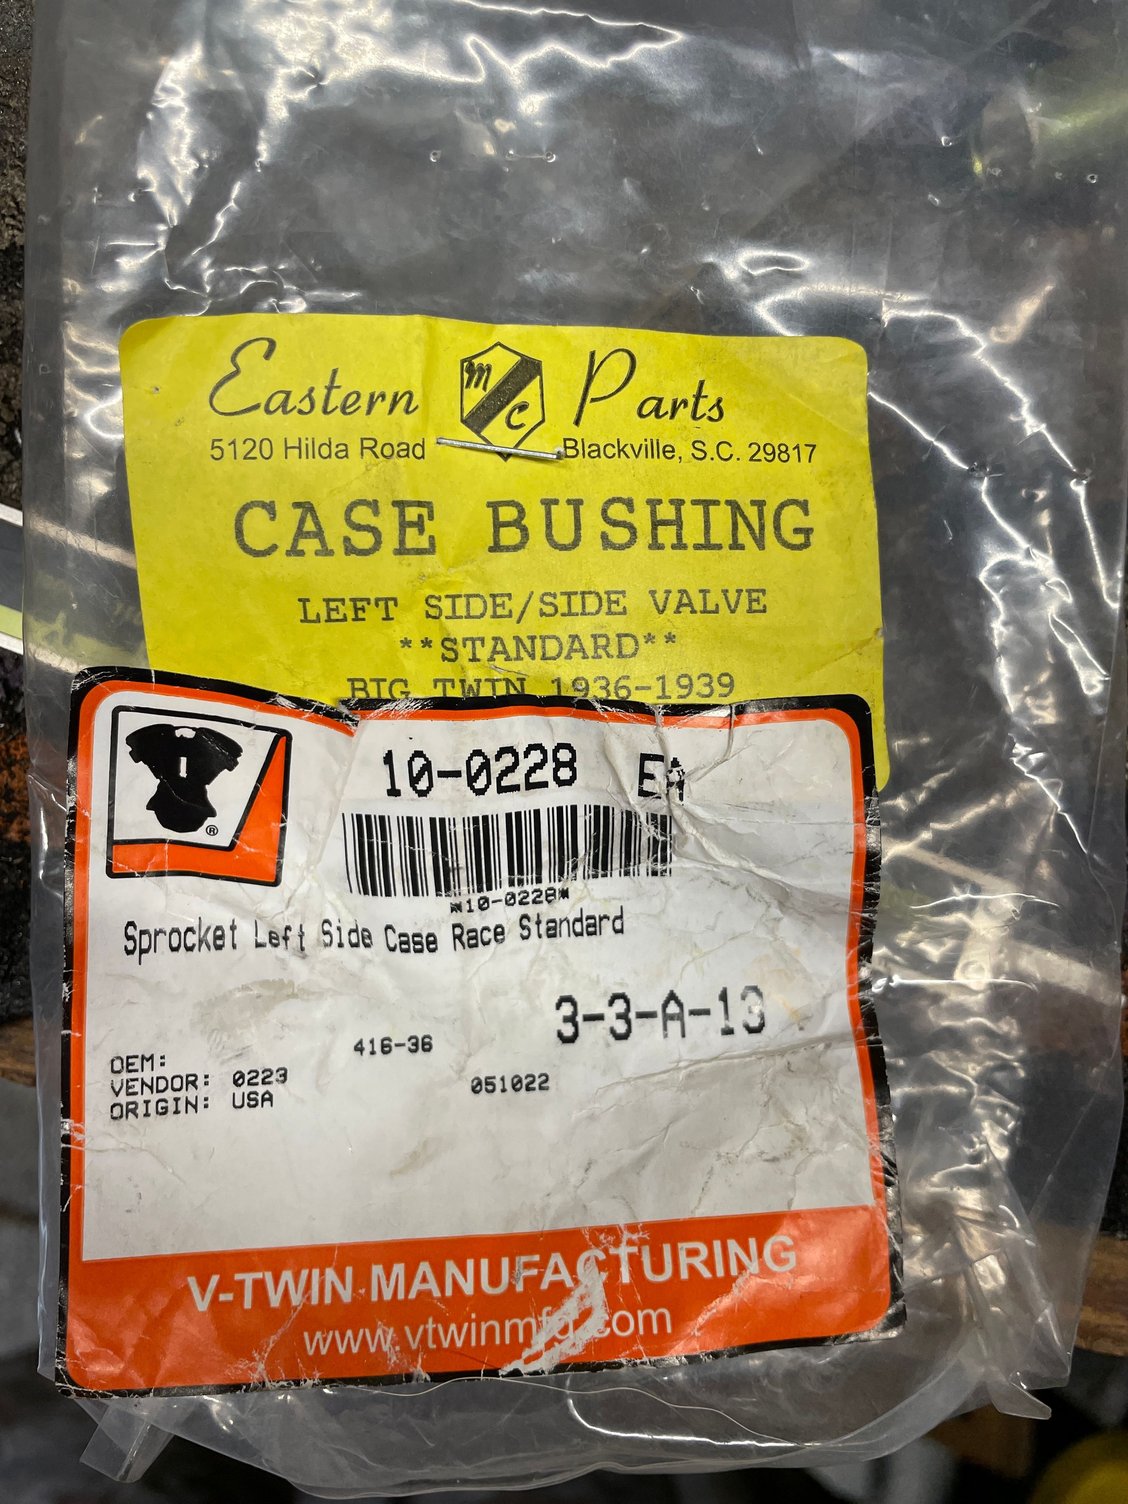 Eastern MC Parts
5120 Hilda Road Blackville, S.C. 29817
CASE BUSHING
LEFT SIDE/SIDE VALVE
**STANDARD**
BIG TWIN 1936-1939
10-0228 EA
*10-0228*
Sprocket Left Side Case Race Standard
3-3-A-13
416-36
OEM:
VENDOR: 0223
051022
ORIGIN: USA
®
V-TWIN MANUFACTURING
www.vtwinmfg.com